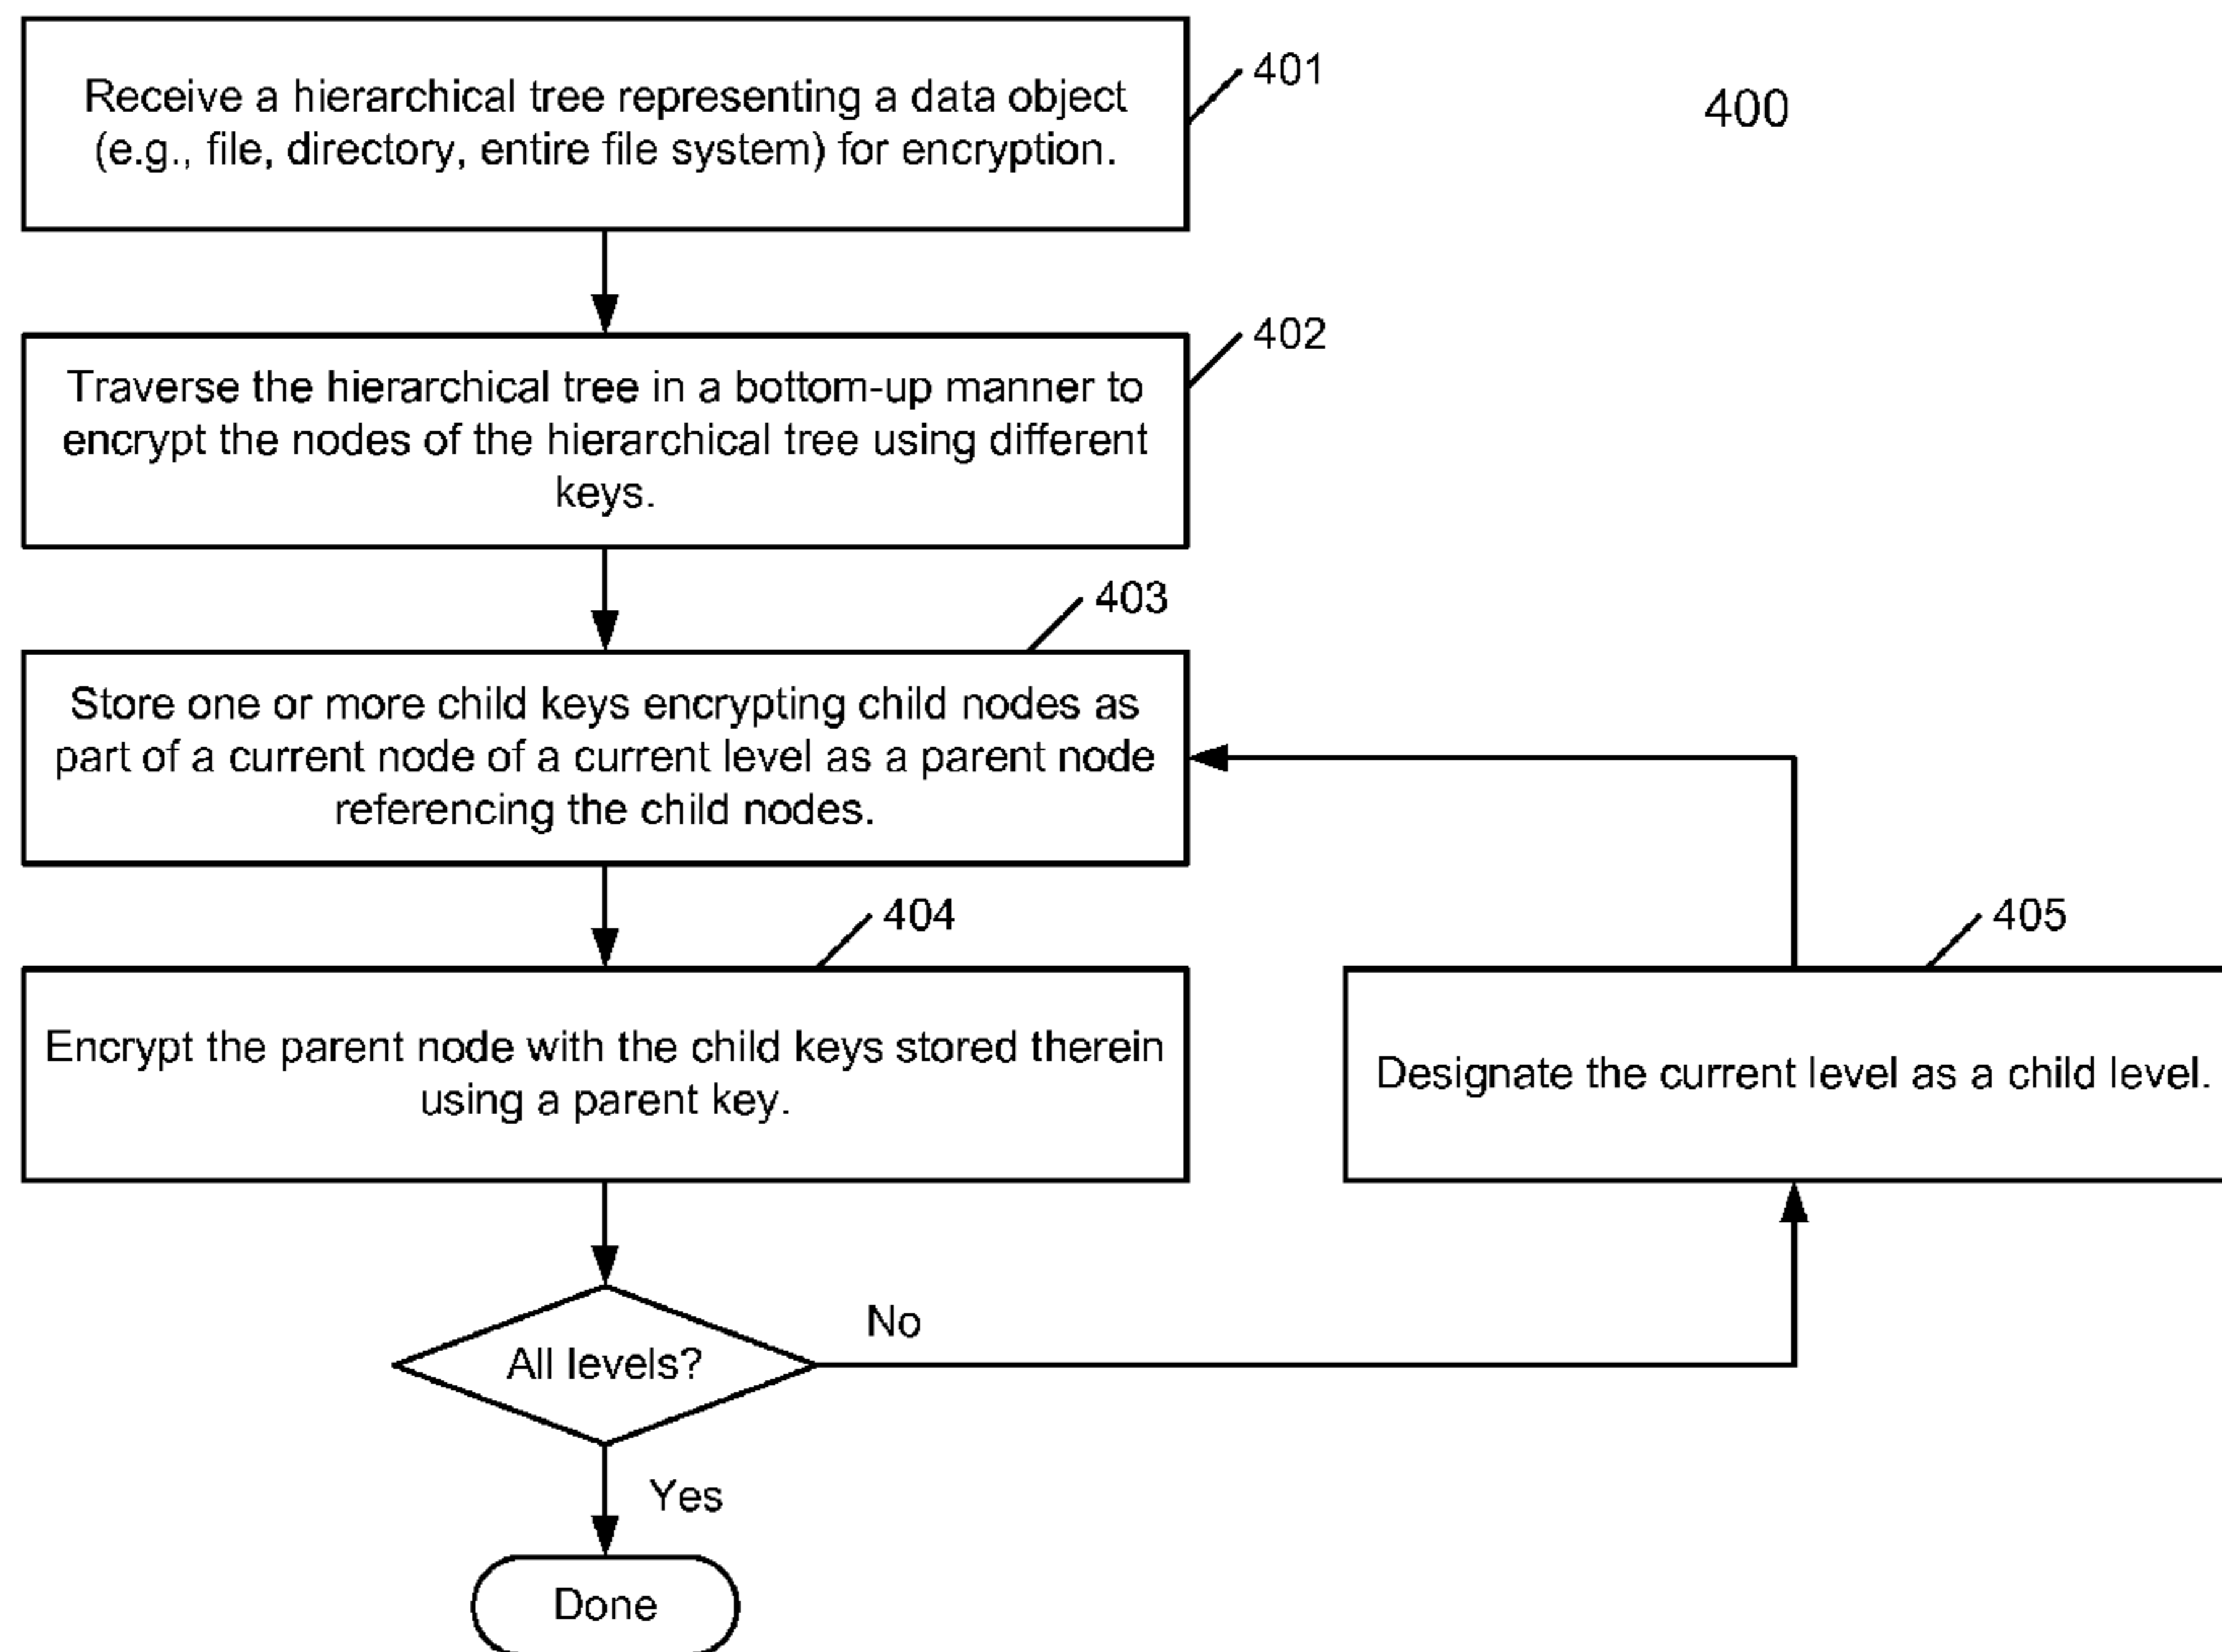 Receive a hierarchical tree representing a data object
(e.g., file, directory, entire file system) for encryption.
401
400
Traverse the hierarchical tree in a bottom-up manner to
encrypt the nodes of the hierarchical tree using different
keys.
402
403
Store one or more child keys encrypting child nodes as
part of a current node of a current level as a parent node
referencing the child nodes.
404
Encrypt the parent node with the child keys stored therein
using a parent key.
405
Designate the current level as a child level.
All levels?
No
Yes
Done